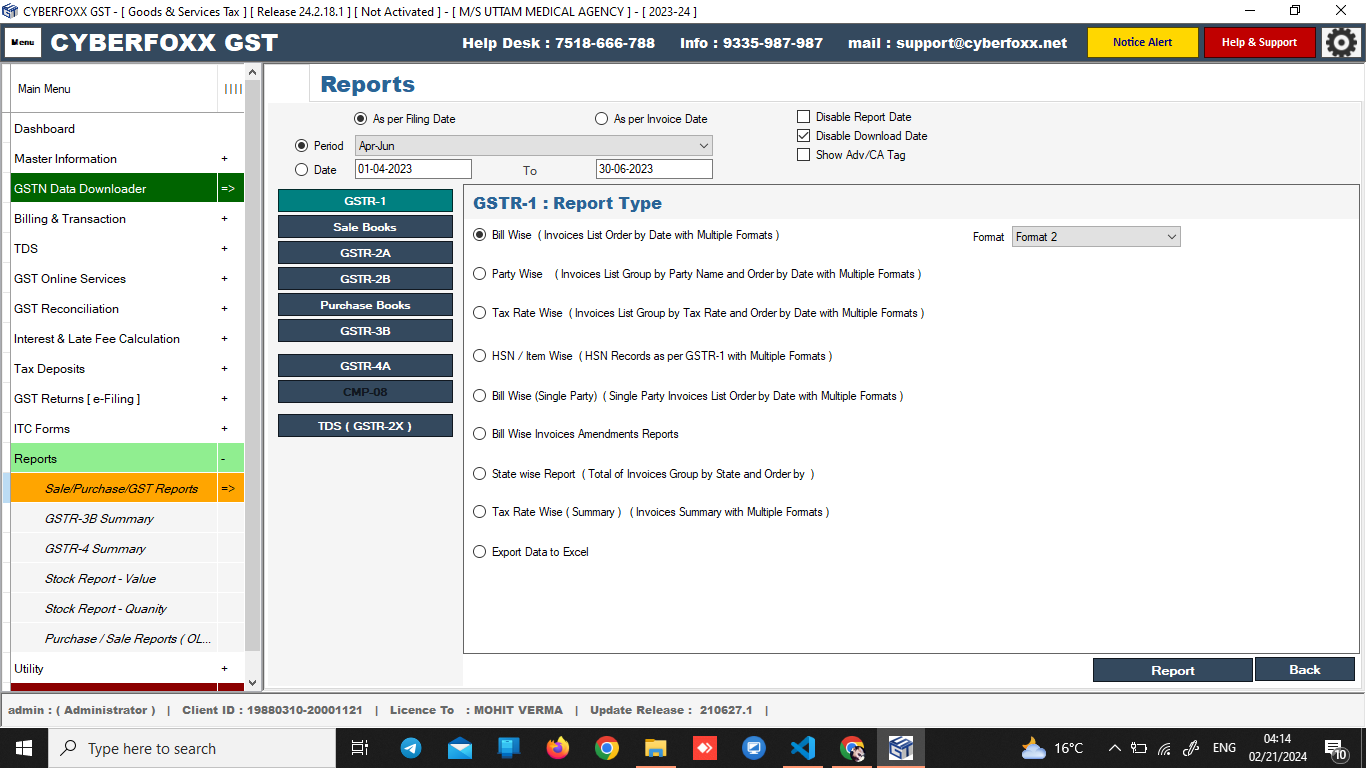 CYBERFOXX GST - [ Goods & Services Tax ] [ Release 24.2.18.1 ] [ Not Activated ] - [ M/S UTTAM MEDICAL AGENCY ] - [ 2023-24 ]
Menu CYBERFOXX GST Help Desk : 7518-666-788 Info : 9335-987-987 mail : support@cyberfoxx.net Notice Alert Help & Support
Main Menu
Dashboard
Master Information +
GSTN Data Downloader =>
Billing & Transaction +
TDS +
GST Online Services +
GST Reconciliation +
Interest & Late Fee Calculation +
Tax Deposits +
GST Returns [ e-Filing ] +
ITC Forms +
Reports -
Sale/Purchase/GST Reports =>
GSTR-3B Summary
GSTR-4 Summary
Stock Report - Value
Stock Report - Quanity
Purchase / Sale Reports ( OL...
Utility +
Reports
As per Filing Date As per Invoice Date
Period Apr-Jun
Date 01-04-2023 To 30-06-2023
Disable Report Date
Disable Download Date
Show Adv/CA Tag
GSTR-1
Sale Books
GSTR-2A
GSTR-2B
Purchase Books
GSTR-3B
GSTR-4A
CMP-08
TDS ( GSTR-2X )
GSTR-1 : Report Type
Bill Wise ( Invoices List Order by Date with Multiple Formats ) Format Format 2
Party Wise ( Invoices List Group by Party Name and Order by Date with Multiple Formats )
Tax Rate Wise ( Invoices List Group by Tax Rate and Order by Date with Multiple Formats )
HSN / Item Wise ( HSN Records as per GSTR-1 with Multiple Formats )
Bill Wise (Single Party) ( Single Party Invoices List Order by Date with Multiple Formats )
Bill Wise Invoices Amendments Reports
State wise Report ( Total of Invoices Group by State and Order by )
Tax Rate Wise ( Summary ) ( Invoices Summary with Multiple Formats )
Export Data to Excel
Report Back
admin : ( Administrator ) | Client ID : 19880310-20001121 | Licence To : MOHIT VERMA | Update Release : 210627.1 |
Type here to search 16°C ENG 04:14
02/21/2024 10